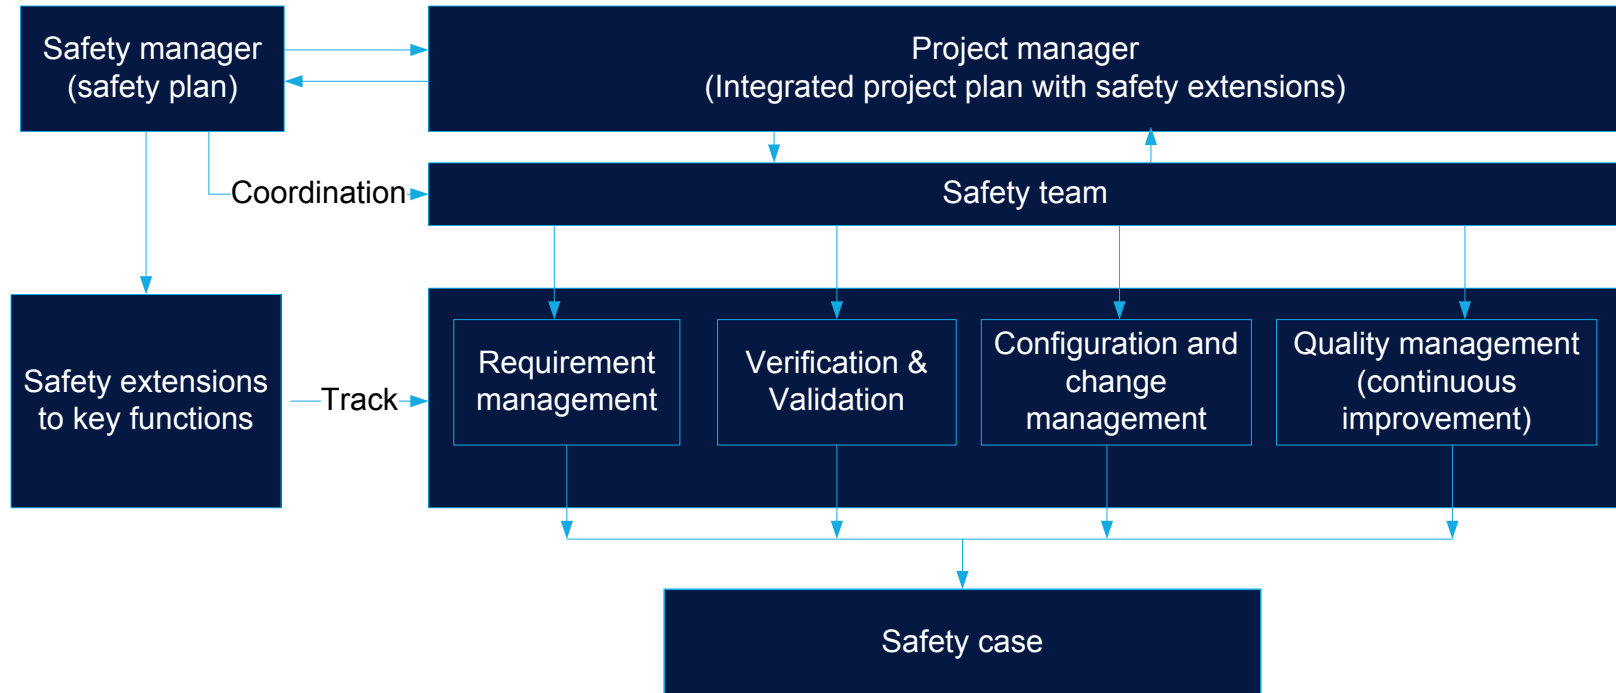 Safety manager
(safety plan)
Project manager
(Integrated project plan with safety extensions)
Coordination
Safety team
Safety extensions
to key functions
Track
Requirement
management
Verification &
Validation
Configuration and
change
management
Quality management
(continuous
improvement)
Safety case